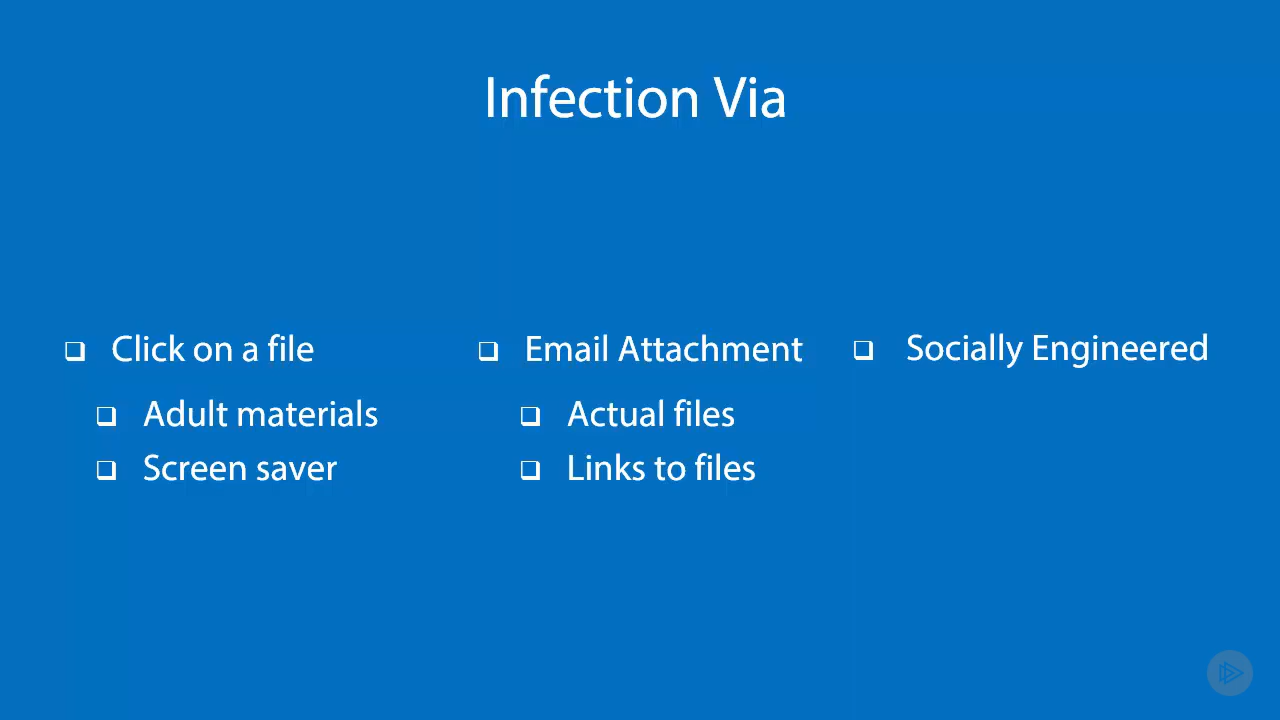 Infection Via
❑ Click on a file
❑ Adult materials
❑ Screen saver
❑ Email Attachment
❑ Actual files
❑ Links to files
❑ Socially Engineered